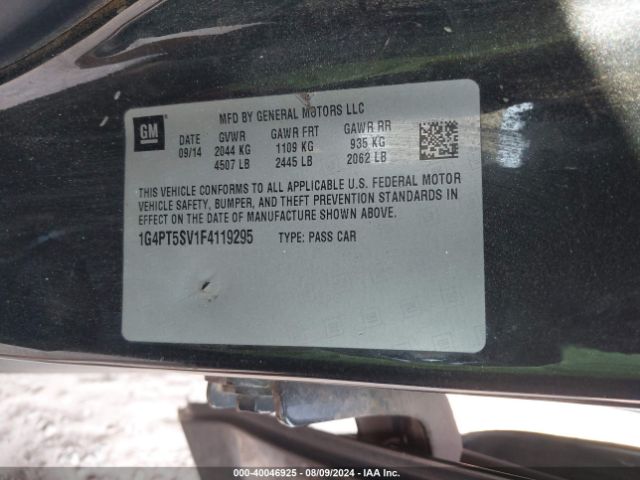 MFD BY GENERAL MOTORS LLC
GM
DATE GVWR GAWR FRT GAWR RR
09/14 2044 KG 1109 KG 935 KG
4507 LB 2445 LB 2062 LB
THIS VEHICLE CONFORMS TO ALL APPLICABLE U.S. FEDERAL MOTOR
VEHICLE SAFETY, BUMPER, AND THEFT PREVENTION STANDARDS IN
EFFECT ON THE DATE OF MANUFACTURE SHOWN ABOVE.
1G4PT5SV1F4119295 TYPE: PASS CAR
000-40046925 / 08/09/2024 - IAA Inc.